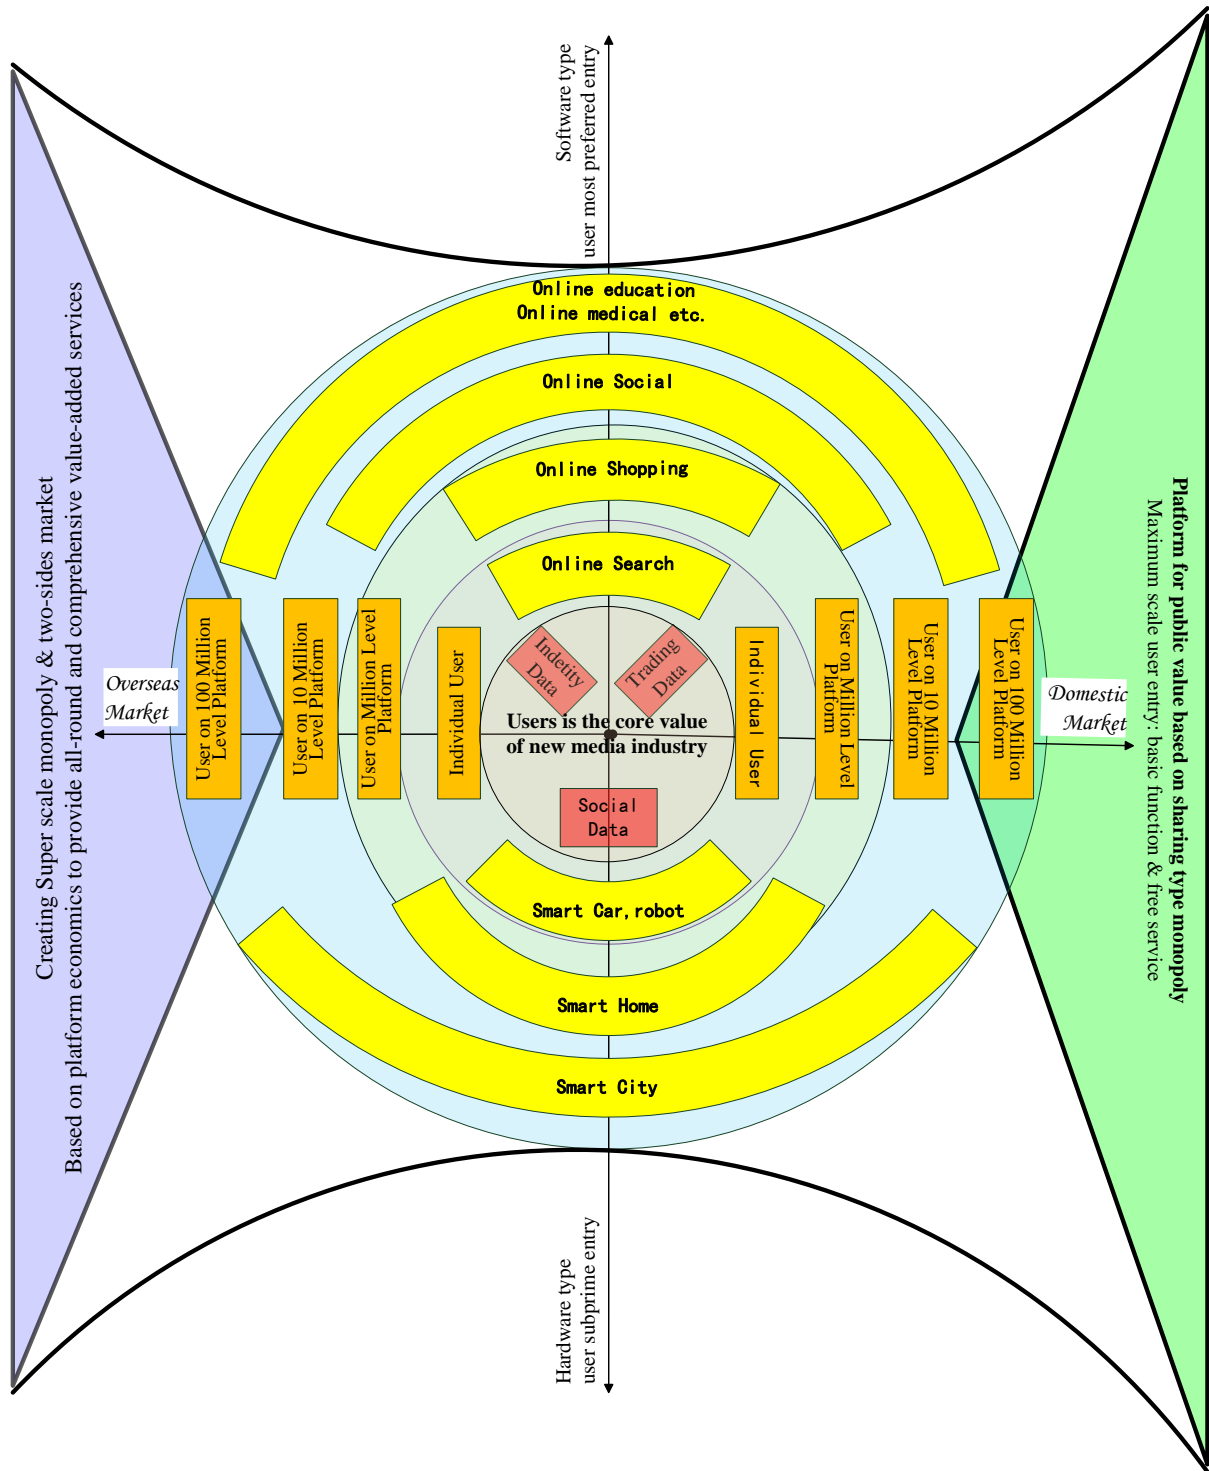 Software type
user most preferred entry
Online education
Online medical etc.
Online Social
Online Shopping
Online Search
Indetity
Data
Trading
Data
Users is the core value
of new media industry
Social
Data
Smart Car,robot
Smart Home
Smart City
Hardware type
user subprime entry
Creating Super scale monopoly & two-sides market
Based on platform economics to provide all-round and comprehensive value-added services
Overseas
Market
User on 100 Million
Level Platform
User on 10 Million
Level Platform
User on Million Level
Platform
Individual User
Individual User
User on Million Level
Platform
User on 10 Million
Level Platform
User on 100 Million
Level Platform
Domestic
Market
Platform for public value based on sharing type monopoly
Maximum scale user entry: basic function & free service